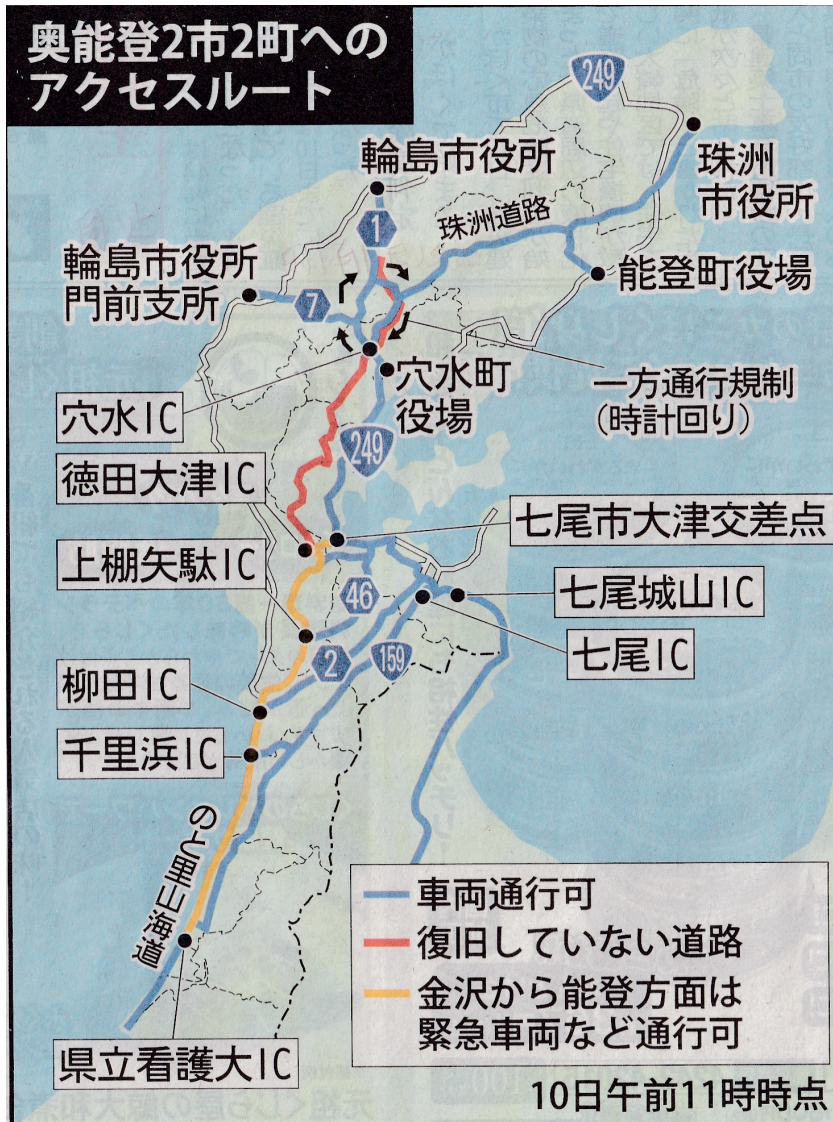 奥能登2市2町への
アクセスルート
249
輪島市役所
珠洲
市役所
珠洲道路
1
輪島市役所
門前支所
7
能登町役場
穴水町
役場
一方通行規制
(時計回り)
穴水IC
249
徳田大津IC
七尾市大津交差点
上棚矢駄IC
46
七尾城山IC
2
159
七尾IC
柳田IC
千里浜IC
のと里山海道
車両通行可
復旧していない道路
金沢から能登方面は
緊急車両など通行可
県立看護大IC
10日午前11時時点